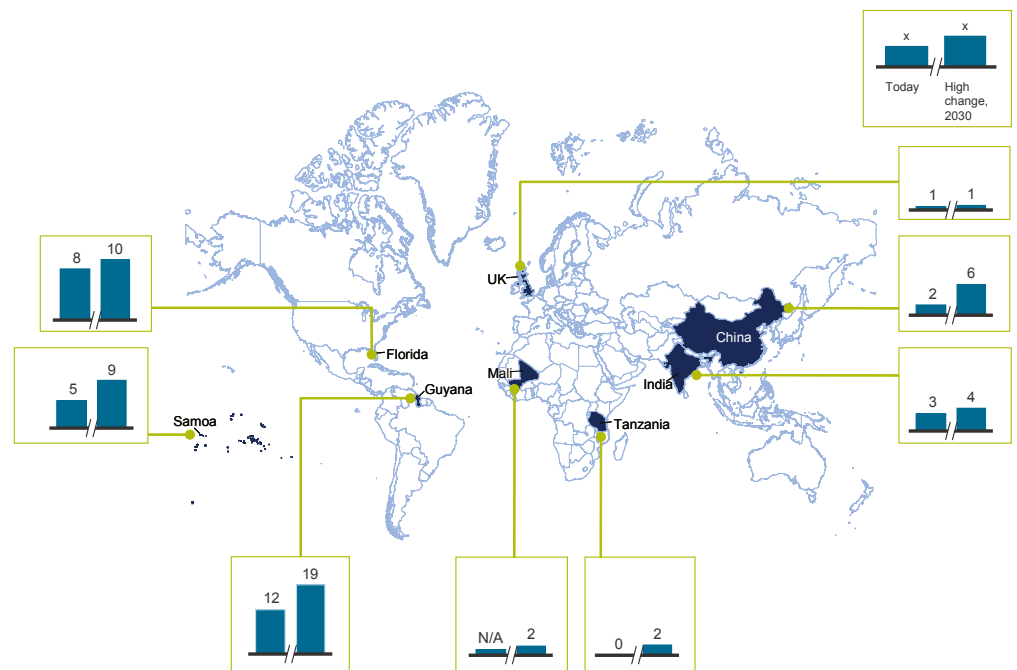 x
x
Today
High
change,
2030
1
1
UK
8
10
2
6
China
Florida
Mali
India
3
4
5
9
Guyana
Samoa
Tanzania
12
19
N/A
2
0
2